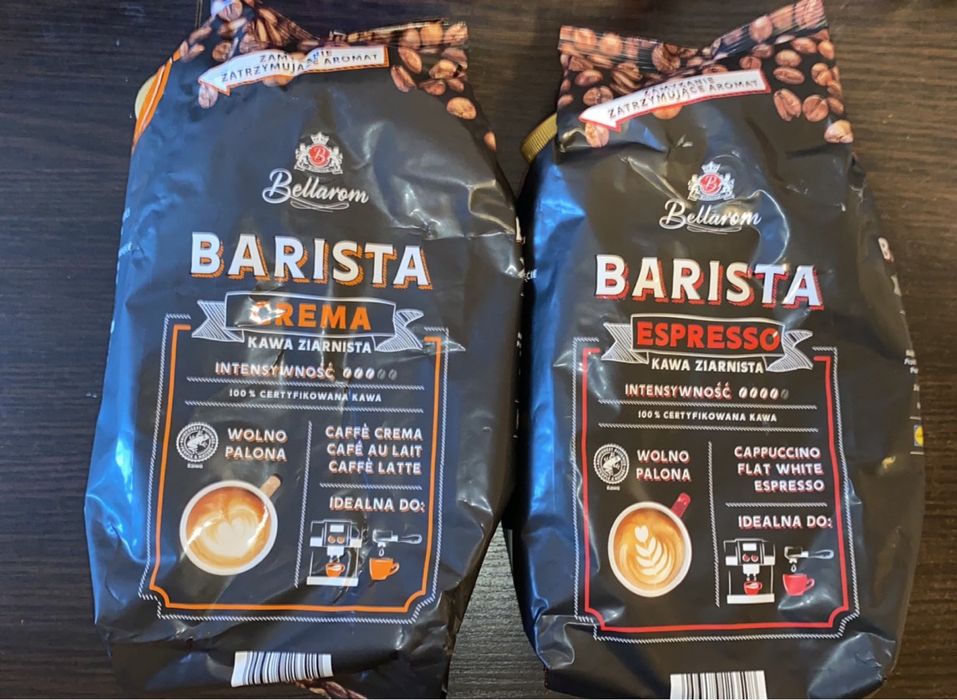 ZAMYKANIE
ZATRZYMUJĄCE AROMAT
B
Bellarom
BARISTA
CREMA
KAWA ZIARNISTA
INTENSYWNOŚĆ
100% CERTYFIKOWANA KAWA
WOLNO
PALONA
CAFFÈ CREMA
CAFÉ AU LAIT
CAFFÈ LATTE
IDEALNA DO:
ZAMYKANIE
ZATRZYMUJĄCE AROMAT
B
Bellarom
BARISTA
ESPRESSO
KAWA ZIARNISTA
INTENSYWNOŚĆ
100% CERTYFIKOWANA KAWA
WOLNO
PALONA
CAPPUCCINO
FLAT WHITE
ESPRESSO
IDEALNA DO: